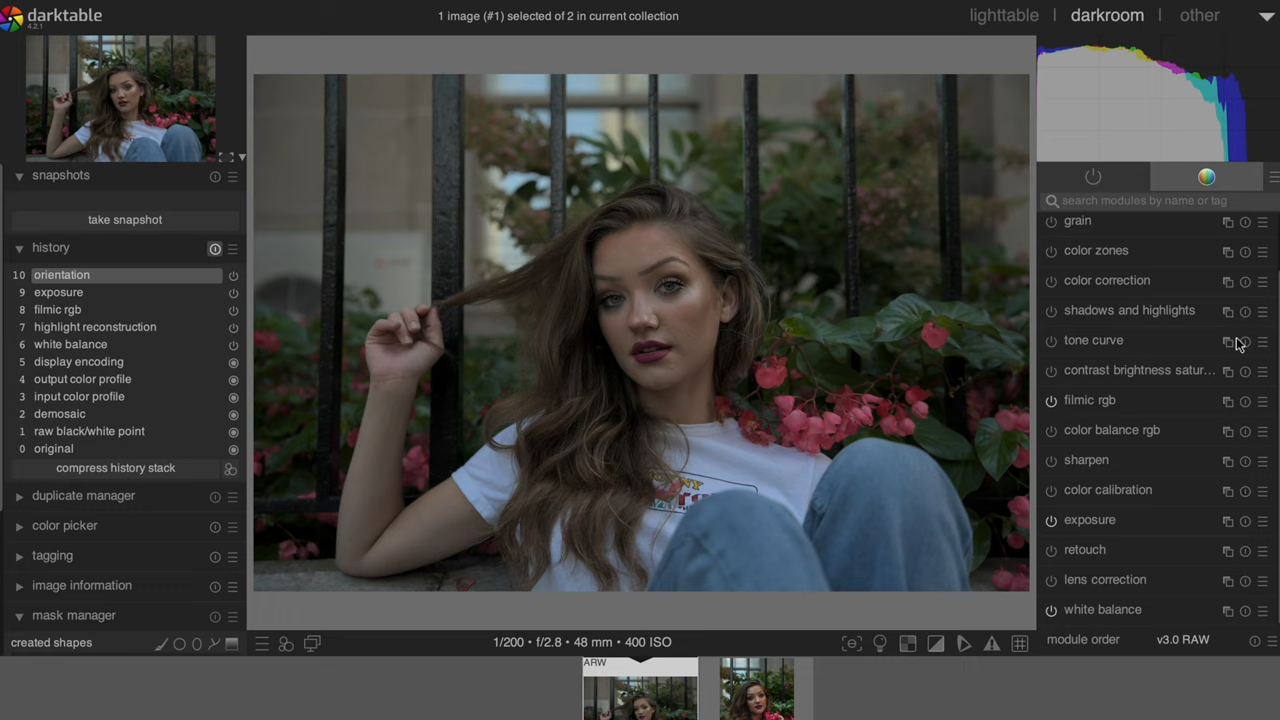 darktable
4.2.1
1 image (#1) selected of 2 in current collection
lighttable | darkroom | other
snapshots
take snapshot
history
10 orientation
9 exposure
8 filmic rgb
7 highlight reconstruction
6 white balance
5 display encoding
4 output color profile
3 input color profile
2 demosaic
1 raw black/white point
0 original
compress history stack
duplicate manager
color picker
tagging
image information
mask manager
created shapes
1/200 • f/2.8 • 48 mm • 400 ISO
ARW
search modules by name or tag
grain
color zones
color correction
shadows and highlights
tone curve
contrast brightness satur...
filmic rgb
color balance rgb
sharpen
color calibration
exposure
retouch
lens correction
white balance
module order v3.0 RAW